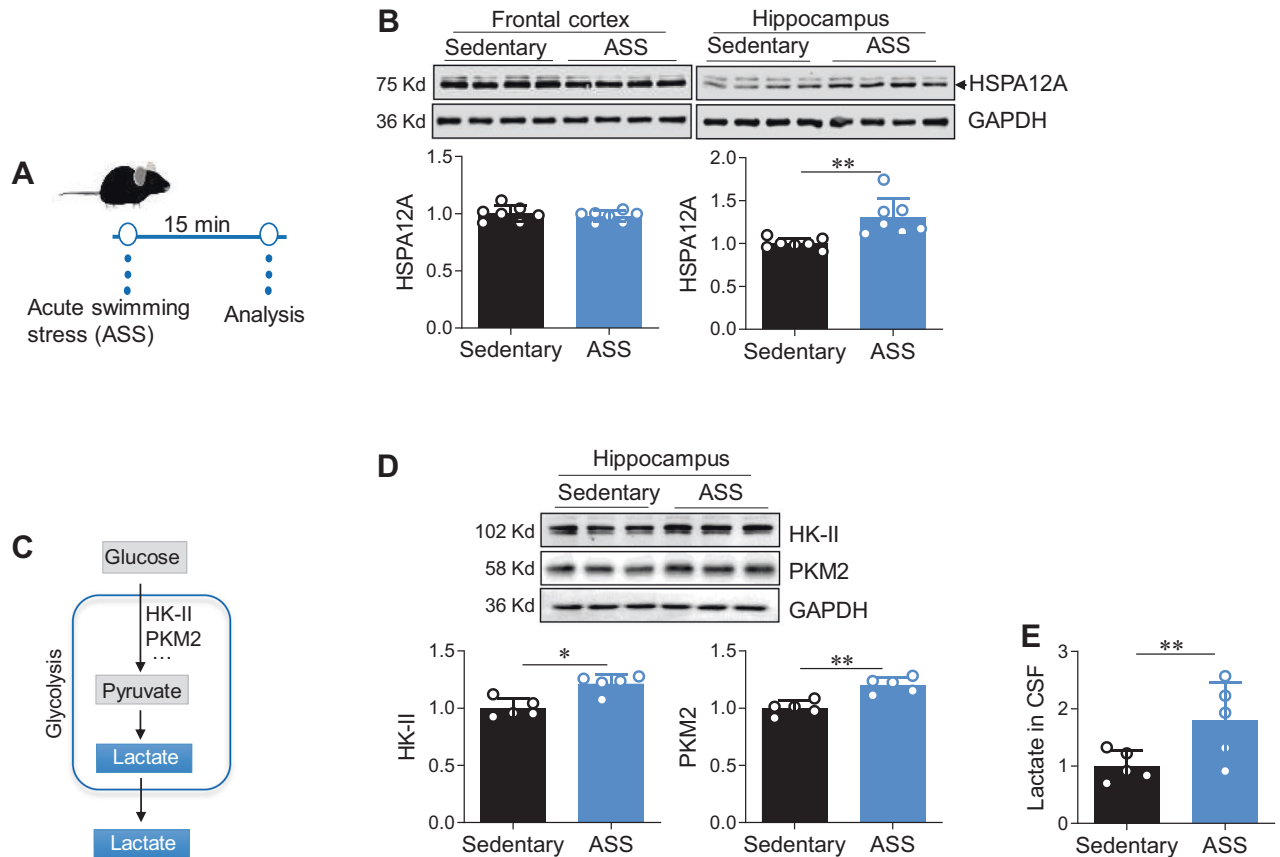 A
15 min
Acute swimming
stress (ASS)
Analysis
B
Frontal cortex
Hippocampus
Sedentary
ASS
Sedentary
ASS
75 Kd
HSPA12A
36 Kd
GAPDH
HSPA12A
1.5
1.0
0.5
0.0
Sedentary
ASS
HSPA12A
2.0
1.5
1.0
0.5
0.0
**
Sedentary
ASS
C
Glucose
HK-II
PKM2
...
Glycolysis
Pyruvate
Lactate
Lactate
D
Hippocampus
Sedentary
ASS
102 Kd
HK-II
58 Kd
PKM2
36 Kd
GAPDH
HK-II
1.5
1.0
0.5
0.0
*
Sedentary
ASS
PKM2
1.5
1.0
0.5
0.0
**
Sedentary
ASS
E
Lactate in CSF
3
2
1
0
**
Sedentary
ASS